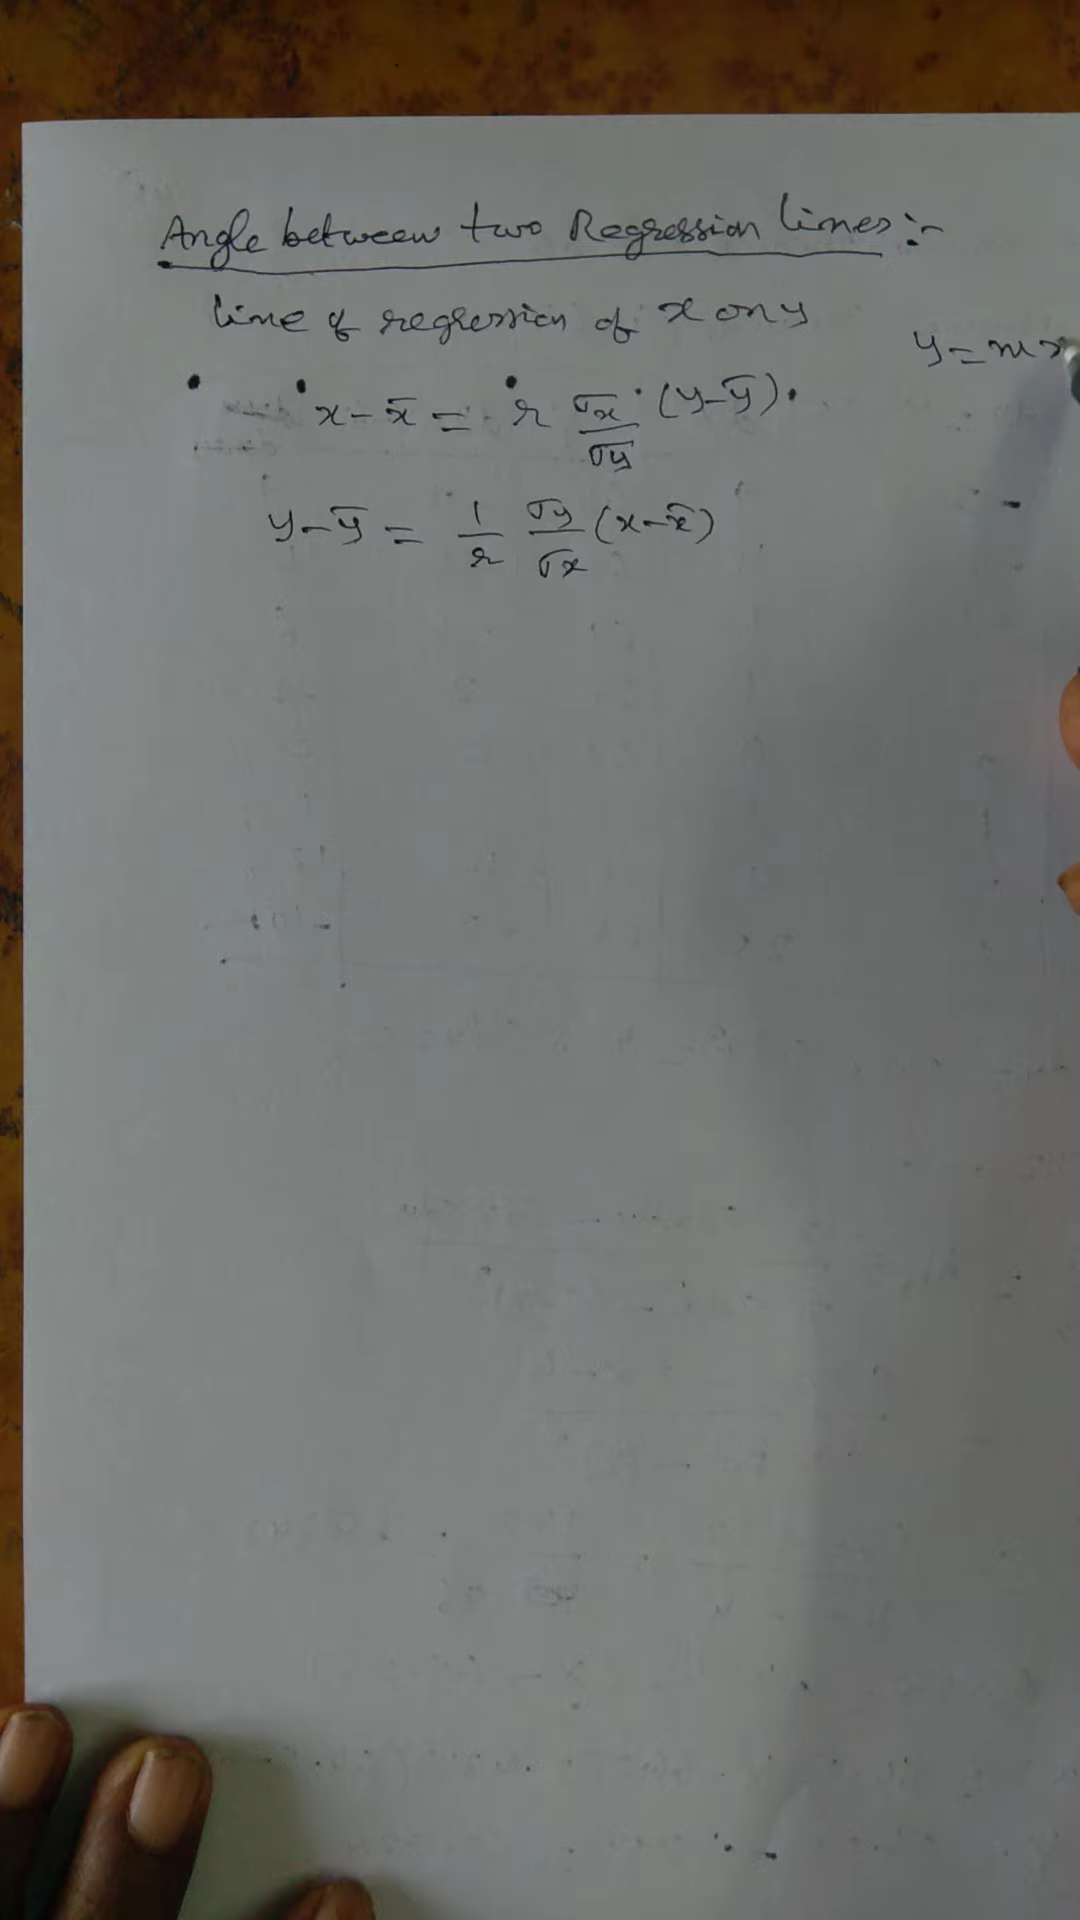 Angle between two Regression lines :-
line of regression of x on y
y = mx
x - x̄ = r σx/σy (y - ȳ).
y - ȳ = 1/r σy/σx (x - x̄)